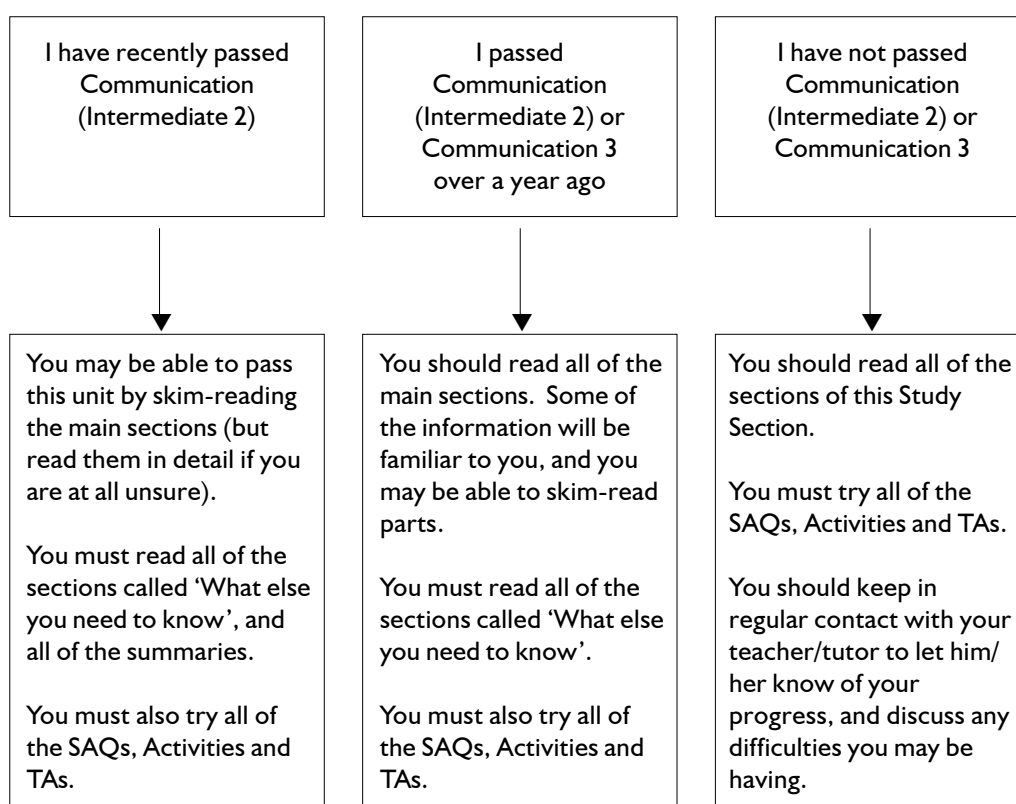 I have recently passed
Communication
(Intermediate 2)
I passed
Communication
(Intermediate 2) or
Communication 3
over a year ago
I have not passed
Communication
(Intermediate 2) or
Communication 3
You may be able to pass
this unit by skim-reading
the main sections (but
read them in detail if you
are at all unsure).
You must read all of the
sections called ‘What else
you need to know’, and
all of the summaries.
You must also try all of
the SAQs, Activities and
TAs.
You should read all of the
main sections.  Some of
the information will be
familiar to you, and you
may be able to skim-read
parts.
You must read all of the
sections called ‘What else
you need to know’.
You must also try all of
the SAQs, Activities and
TAs.
You should read all of the
sections of this Study
Section.
You must try all of the
SAQs, Activities and TAs.
You should keep in
regular contact with your
teacher/tutor to let him/
her know of your
progress, and discuss any
difficulties you may be
having.